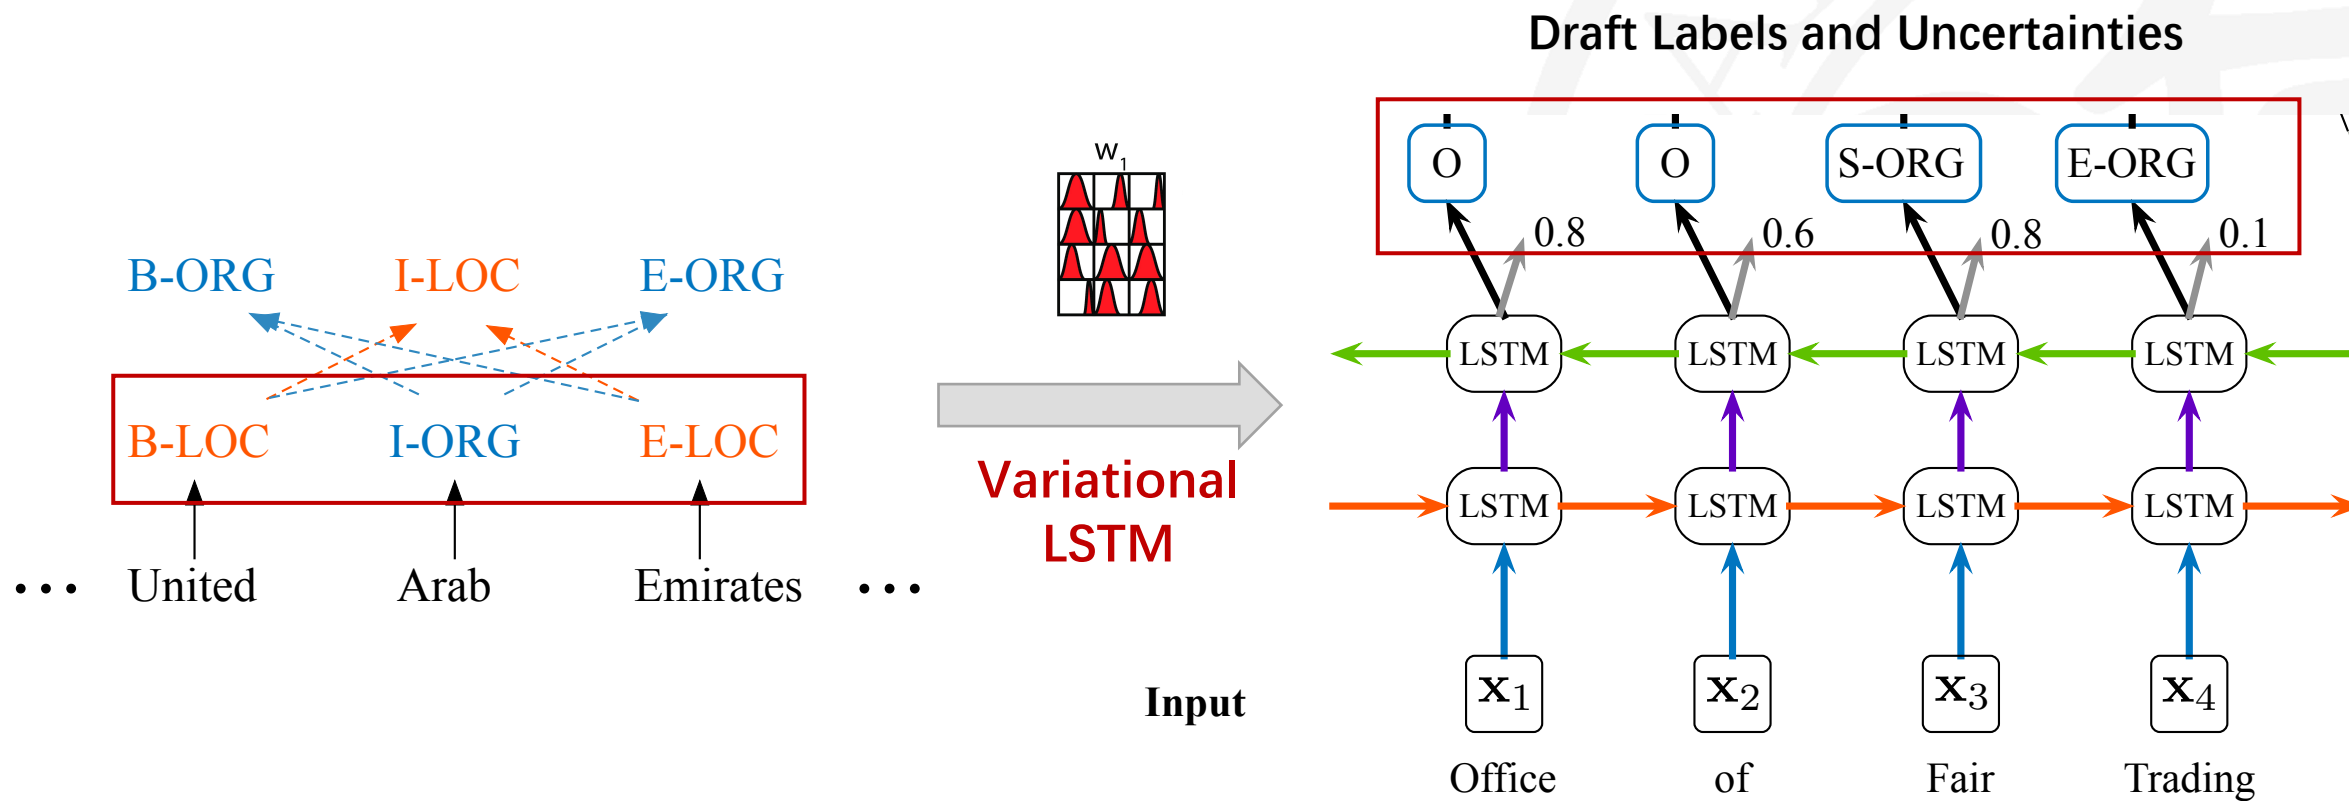 Draft Labels and Uncertainties
w1
O O S-ORG E-ORG
0.8 0.6 0.8 0.1
B-ORG I-LOC E-ORG
LSTM LSTM LSTM LSTM
B-LOC I-ORG E-LOC
Variational
LSTM
LSTM LSTM LSTM LSTM
... United Arab Emirates ...
Input x1 x2 x3 x4
Office of Fair Trading